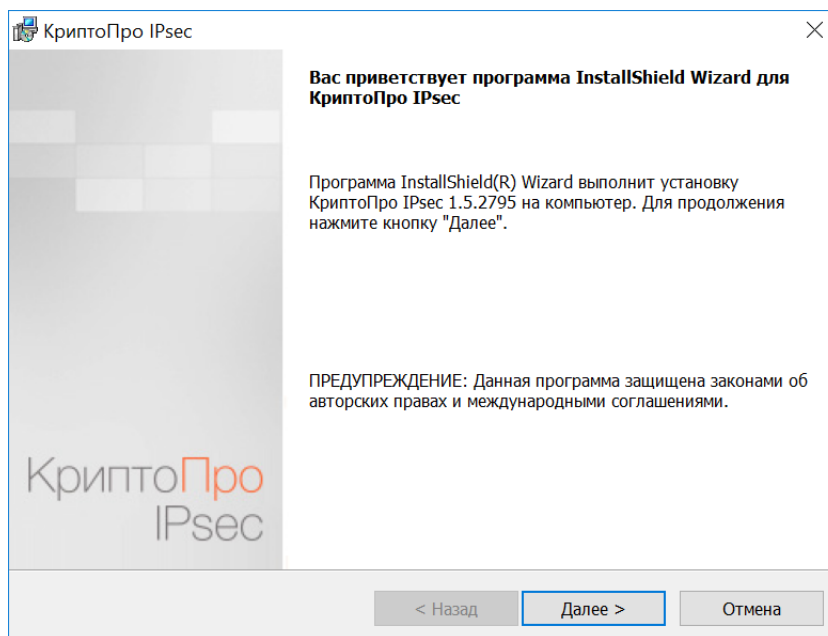 КриптоПро IPsec
Вас приветствует программа InstallShield Wizard для
КриптоПро IPsec
Программа InstallShield(R) Wizard выполнит установку
КриптоПро IPsec 1.5.2795 на компьютер. Для продолжения
нажмите кнопку "Далее".
ПРЕДУПРЕЖДЕНИЕ: Данная программа защищена законами об
авторских правах и международными соглашениями.
КриптоПро
IPsec
< Назад
Далее >
Отмена